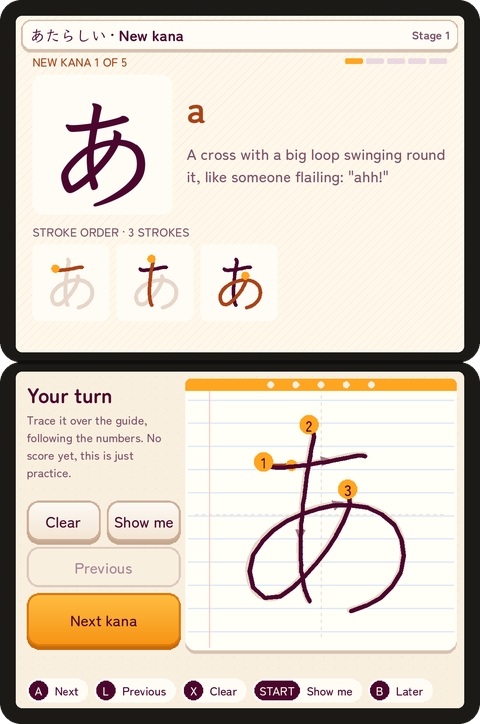 あたらしい · New kana
Stage 1
NEW KANA 1 OF 5
あ
a
A cross with a big loop swinging round
it, like someone flailing: "ahh!"
STROKE ORDER · 3 STROKES
あ あ あ
Your turn
Trace it over the guide,
following the numbers. No
score yet, this is just
practice.
Clear
Show me
Previous
Next kana
1
2
3
あ
A Next
L Previous
X Clear
START Show me
B Later